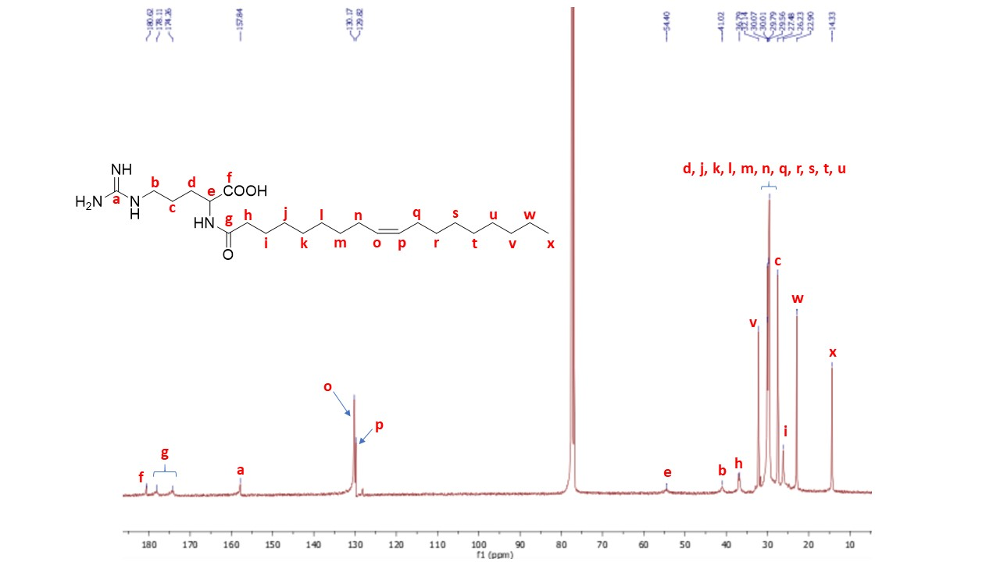 180.62
178.11
174.26
157.84
130.17
129.82
54.40
41.02
36.79
32.14
30.07
30.01
29.79
29.56
27.48
26.23
22.90
14.33
d, j, k, l, m, n, q, r, s, t, u
NH
b d f
e COOH
H₂N a N
H
c
HN g h j l n q s u w
i k m o p r t v x
O
c
w
v
x
o
p
i
g
f
a
e
b
h
180 170 160 150 140 130 120 110 100 90 80 70 60 50 40 30 20 10
f1 (ppm)